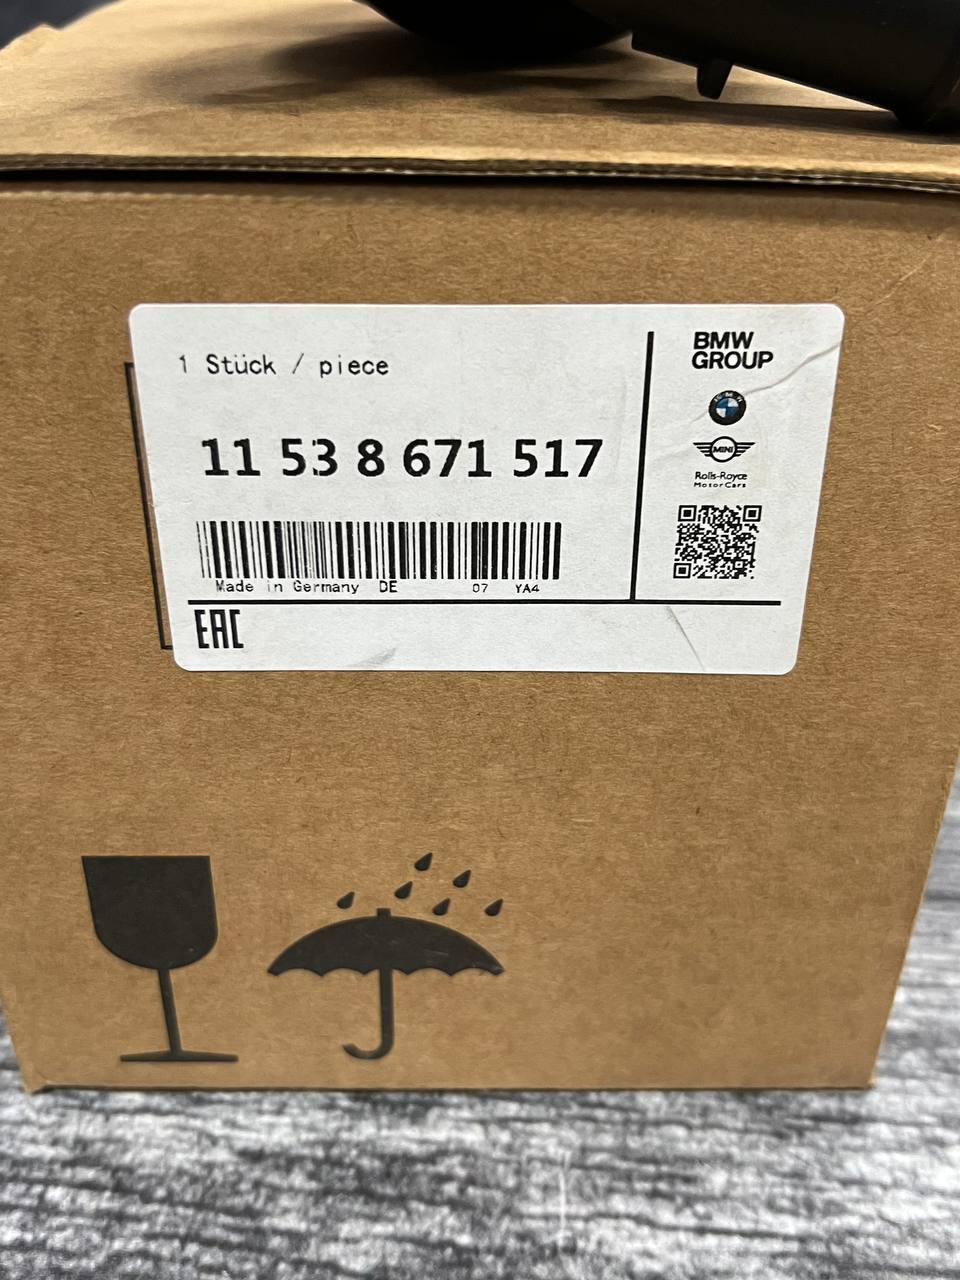 1 Stück / piece
11 53 8 671 517
Made in Germany DE 07 YA4
EAC
BMW
GROUP
MINI
Rolls-Royce
Motor Cars